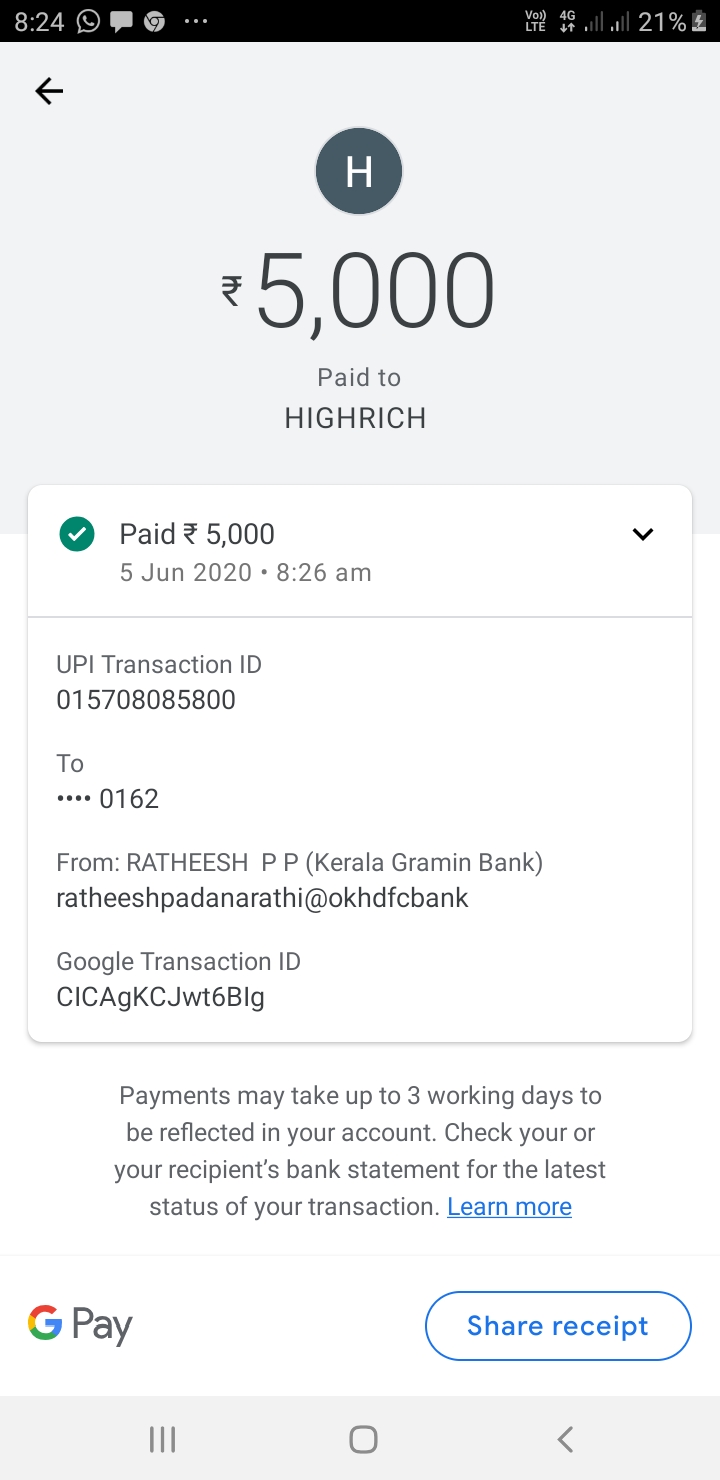 8:24
Vo)) LTE 4G 21%
H
₹5,000
Paid to
HIGHRICH
Paid ₹ 5,000
5 Jun 2020 • 8:26 am
UPI Transaction ID
015708085800
To
•••• 0162
From: RATHEESH  P P (Kerala Gramin Bank)
ratheeshpadanarathi@okhdfcbank
Google Transaction ID
CICAgKCJwt6BIg
Payments may take up to 3 working days to
be reflected in your account. Check your or
your recipient’s bank statement for the latest
status of your transaction. Learn more
G Pay
Share receipt